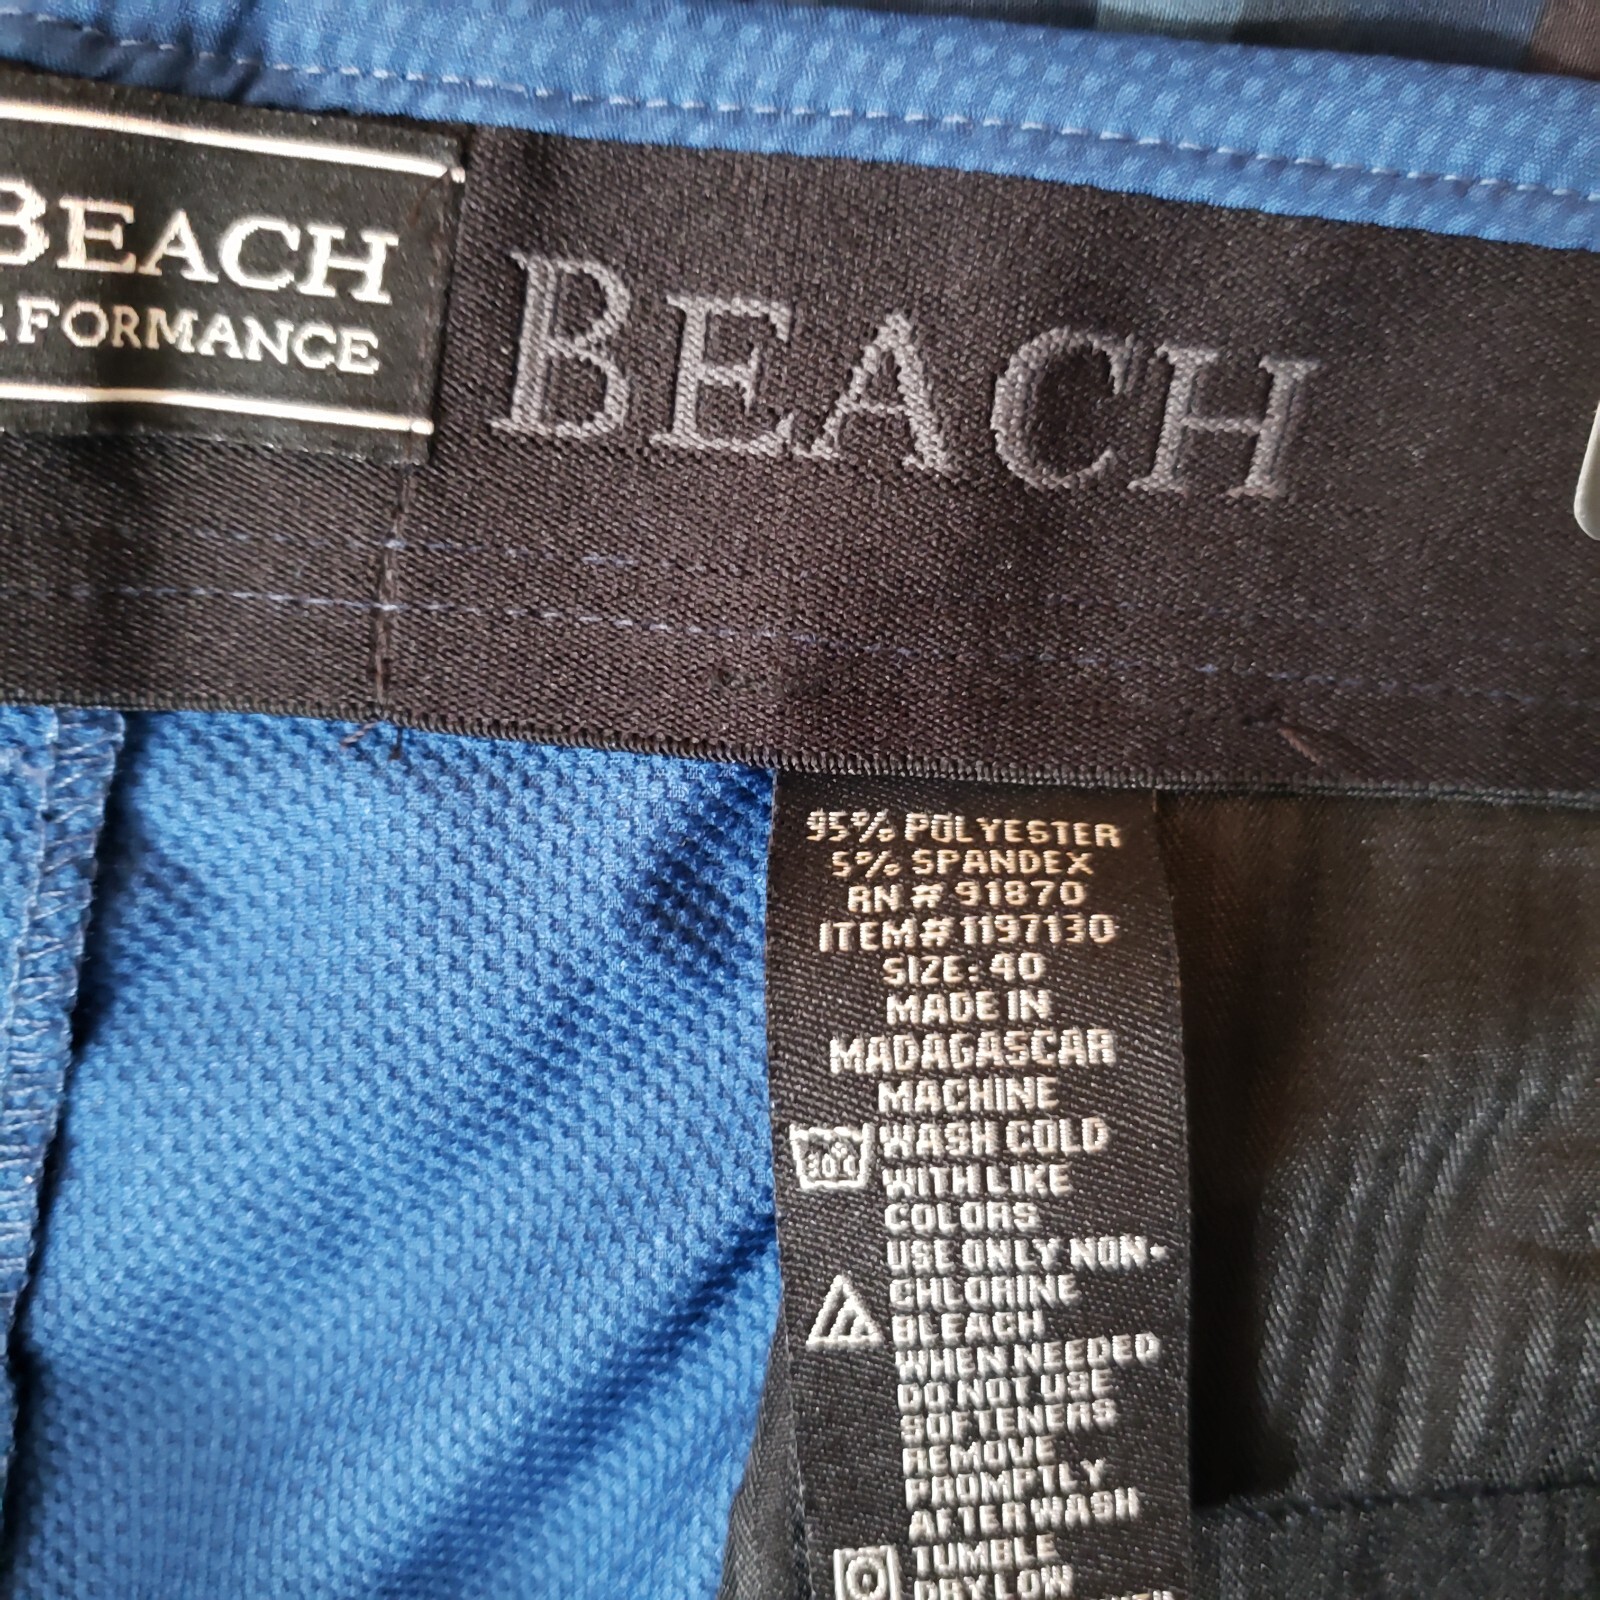 BEACH
RFORMANCE
BEACH
95% POLYESTER
5% SPANDEX
RN # 91870
ITEM# 1197130
SIZE: 40
MADE IN
MADAGASCAR
MACHINE
WASH COLD
30°C
WITH LIKE
COLORS
USE ONLY NON-
CHLORINE
BLEACH
WHEN NEEDED
DO NOT USE
SOFTENERS
REMOVE
PROMPTLY
AFTER WASH
TUMBLE
DRY LOW